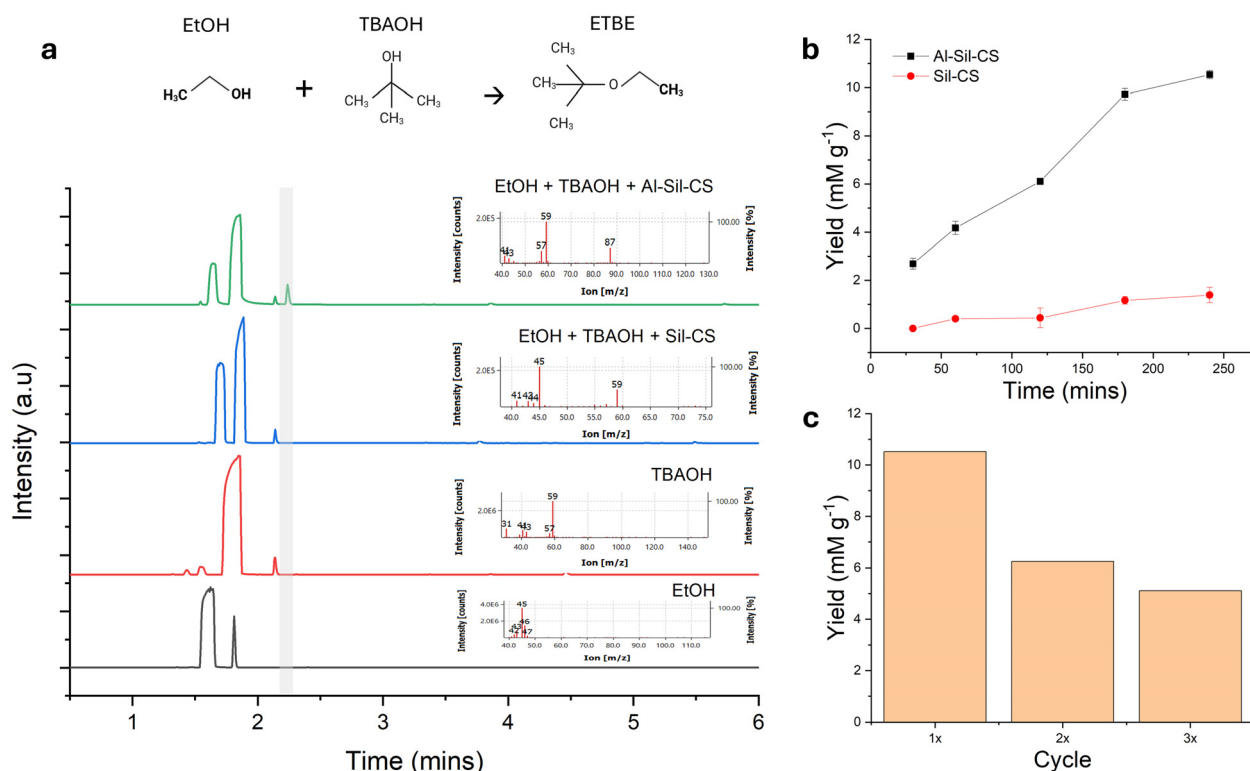 a
EtOH
TBAOH
ETBE
H₃C
OH
+
OH
CH₃
CH₃
CH₃
→
CH₃
CH₃
CH₃
O
CH₃
EtOH + TBAOH + Al-Sil-CS
Intensity [counts]
2.0E5
41
43
57
59
87
100.00
Intensity [%]
40.0 50.0 60.0 70.0 80.0 90.0 100.0 110.0 120.0 130.0
Ion [m/z]
EtOH + TBAOH + Sil-CS
Intensity [counts]
2.0E5
41
43
44
45
59
100.00
Intensity [%]
40.0 45.0 50.0 55.0 60.0 65.0 70.0 75.0
Ion [m/z]
TBAOH
Intensity [counts]
2.0E6
31
41
43
57
59
100.00
Intensity [%]
40.0 60.0 80.0 100.0 120.0 140.0
Ion [m/z]
EtOH
Intensity [counts]
4.0E6
2.0E6
42
43
45
46
47
100.00
Intensity [%]
40.0 50.0 60.0 70.0 80.0 90.0 100.0 110.0
Ion [m/z]
Intensity (a.u)
1 2 3 4 5 6
Time (mins)
b
Al-Sil-CS
Sil-CS
Yield (mM g⁻¹)
12
10
8
6
4
2
0
0 50 100 150 200 250
Time (mins)
c
Yield (mM g⁻¹)
12
10
8
6
4
2
0
1x 2x 3x
Cycle